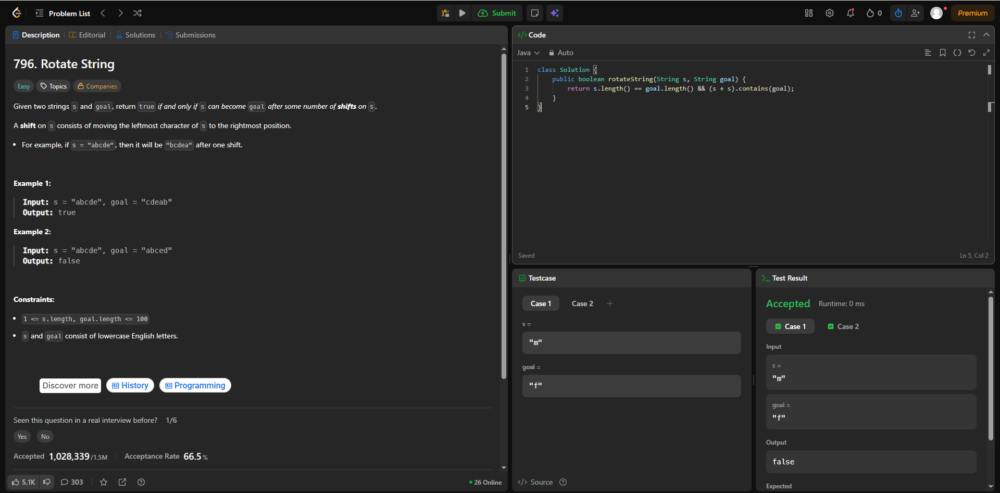 Problem List
Submit
0
Premium
Description
Editorial
Solutions
Submissions
796. Rotate String
Easy
Topics
Companies
Given two strings s and goal, return true if and only if s can become goal after some number of shifts on s.
A shift on s consists of moving the leftmost character of s to the rightmost position.
For example, if s = "abcde", then it will be "bcdea" after one shift.
Example 1:
Input: s = "abcde", goal = "cdeab"
Output: true
Example 2:
Input: s = "abcde", goal = "abced"
Output: false
Constraints:
1 <= s.length, goal.length <= 100
s and goal consist of lowercase English letters.
Discover more
History
Programming
Seen this question in a real interview before? 1/6
Yes
No
Accepted 1,028,339/1.5M
Acceptance Rate 66.5%
5.1K
303
26 Online
</> Code
Java
Auto
1 class Solution {
2 public boolean rotateString(String s, String goal) {
3 return s.length() == goal.length() && (s + s).contains(goal);
4 }
5 }
Saved
Ln 5, Col 2
Testcase
Case 1
Case 2
+
s =
"m"
goal =
"f"
</> Source
>_ Test Result
Accepted Runtime: 0 ms
Case 1
Case 2
Input
s =
"m"
goal =
"f"
Output
false
Expected